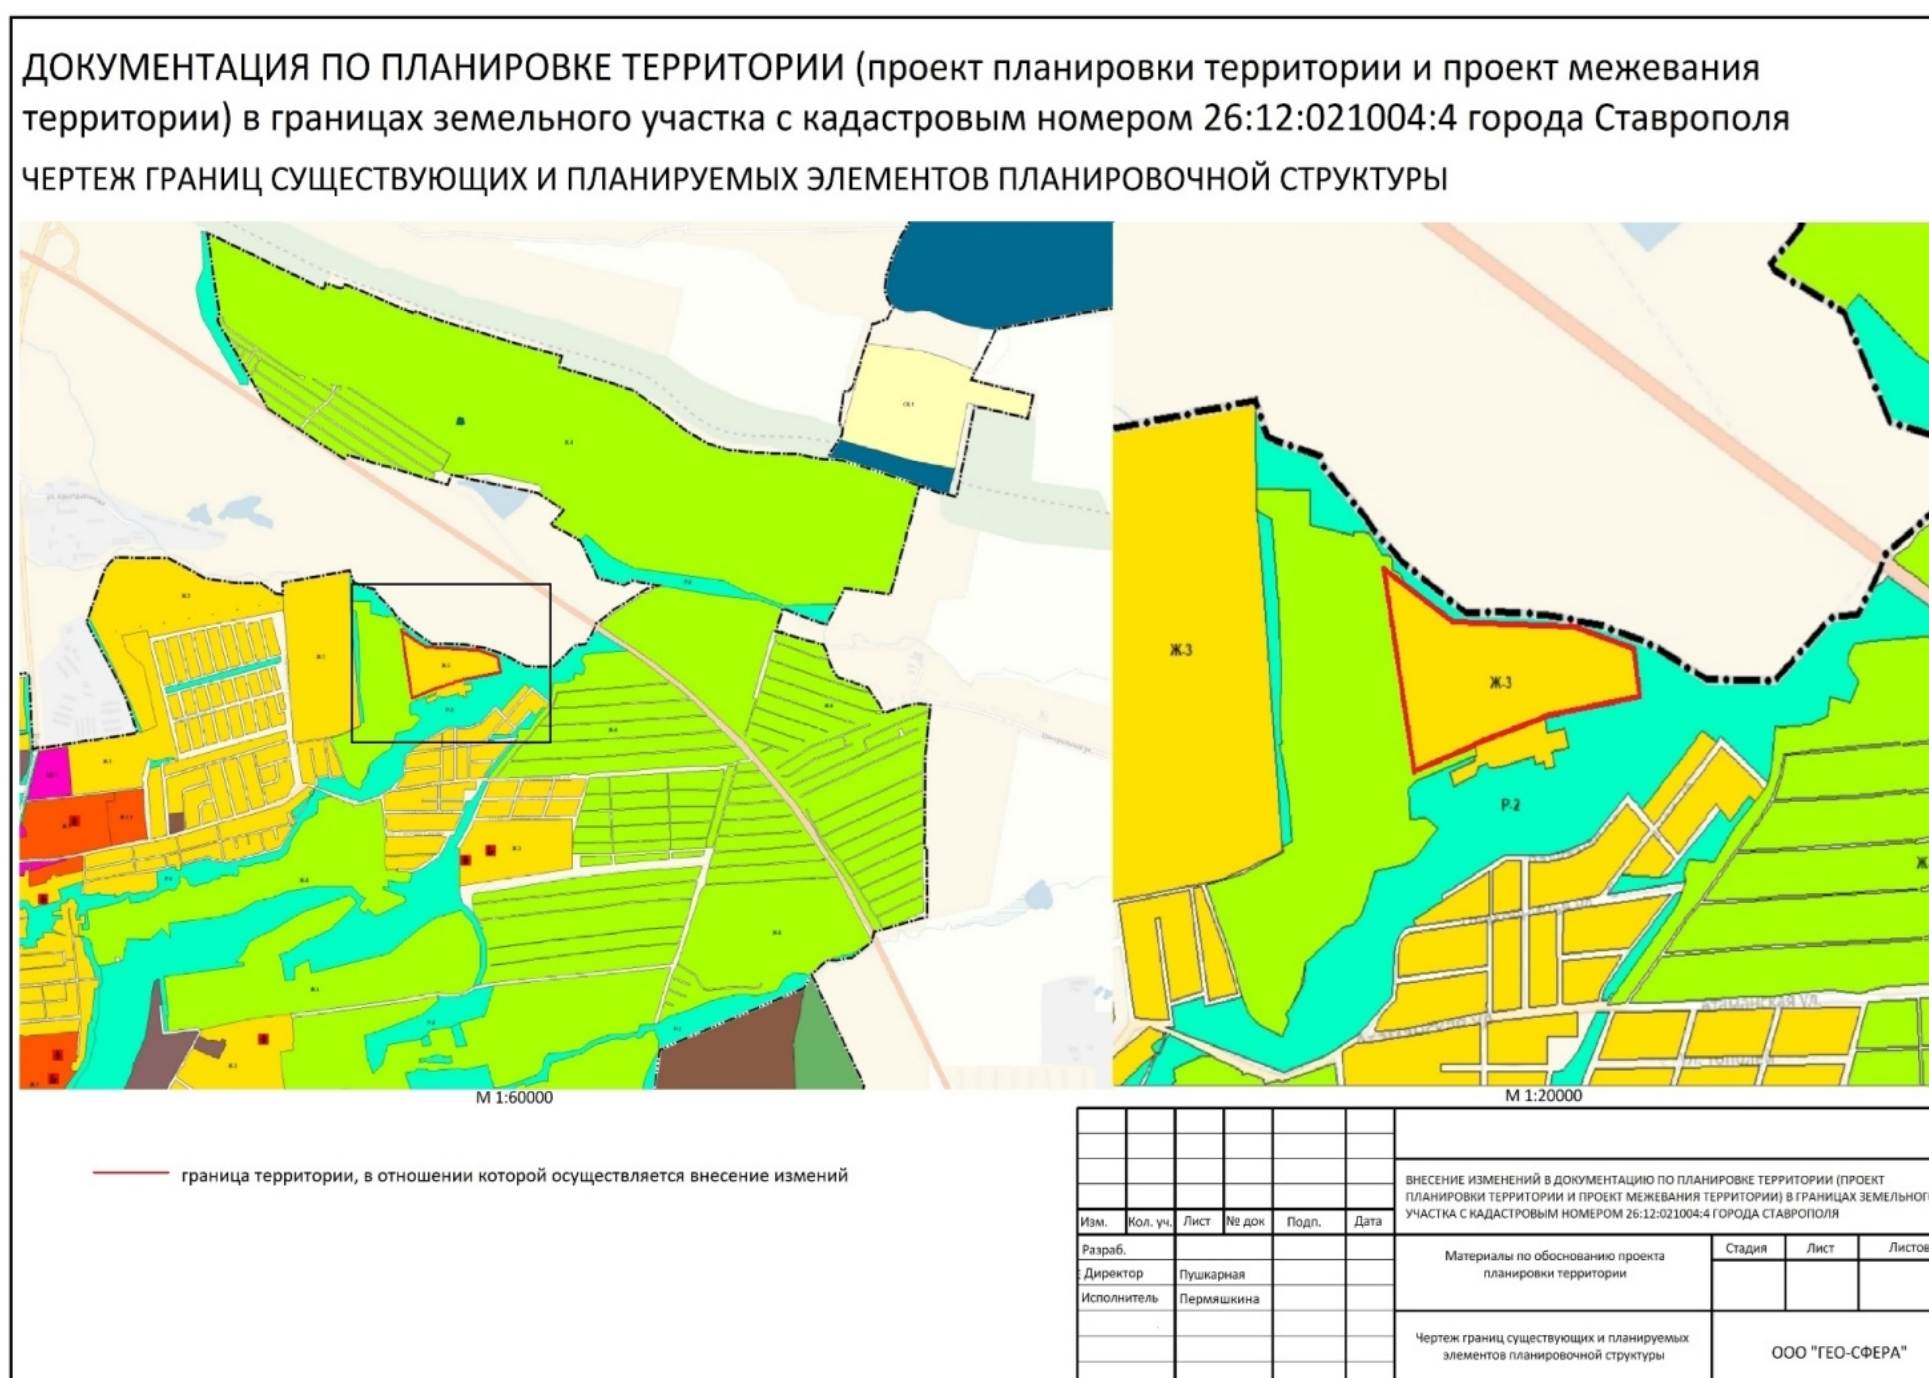 ДОКУМЕНТАЦИЯ ПО ПЛАНИРОВКЕ ТЕРРИТОРИИ (проект планировки территории и проект межевания
территории) в границах земельного участка с кадастровым номером 26:12:021004:4 города Ставрополя
ЧЕРТЕЖ ГРАНИЦ СУЩЕСТВУЮЩИХ И ПЛАНИРУЕМЫХ ЭЛЕМЕНТОВ ПЛАНИРОВОЧНОЙ СТРУКТУРЫ
Ж-3
Ж-3
Р-2
Атаманская ул.
М 1:60000
М 1:20000
граница территории, в отношении которой осуществляется внесение измений
ВНЕСЕНИЕ ИЗМЕНЕНИЙ В ДОКУМЕНТАЦИЮ ПО ПЛАНИРОВКЕ ТЕРРИТОРИИ (ПРОЕКТ
ПЛАНИРОВКИ ТЕРРИТОРИИ И ПРОЕКТ МЕЖЕВАНИЯ ТЕРРИТОРИИ) В ГРАНИЦАХ ЗЕМЕЛЬНОГО
УЧАСТКА С КАДАСТРОВЫМ НОМЕРОМ 26:12:021004:4 ГОРОДА СТАВРОПОЛЯ
Изм. Кол. уч. Лист № док Подп. Дата
Разраб.
Директор Пушкарная
Исполнитель Пермяшкина
Материалы по обоснованию проекта
планировки территории
Стадия Лист Листов
Чертеж границ существующих и планируемых
элементов планировочной структуры
ООО "ГЕО-СФЕРА"